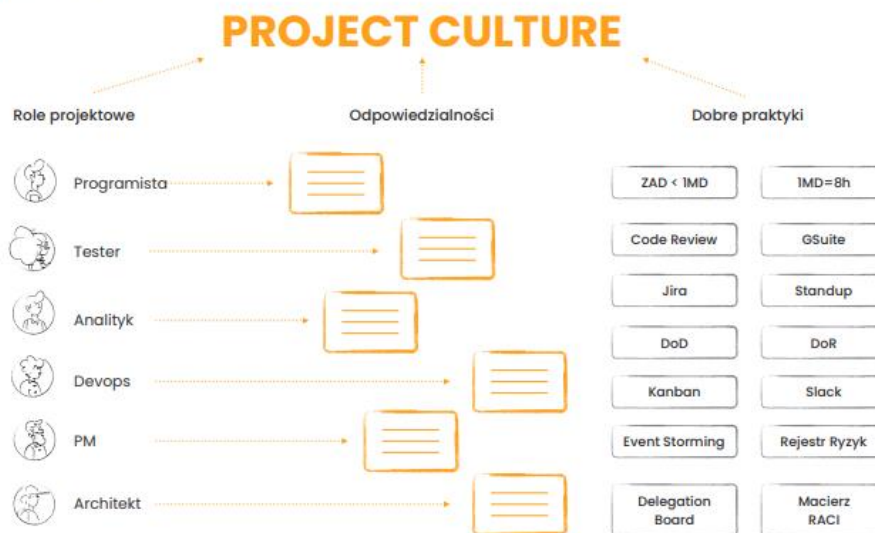 PROJECT CULTURE
Role projektowe
Odpowiedzialności
Dobre praktyki
Programista
Tester
Analityk
Devops
PM
Architekt
ZAD < 1MD
1MD=8h
Code Review
GSuite
Jira
Standup
DoD
DoR
Kanban
Slack
Event Storming
Rejestr Ryzyk
Delegation
Board
Macierz
RACI